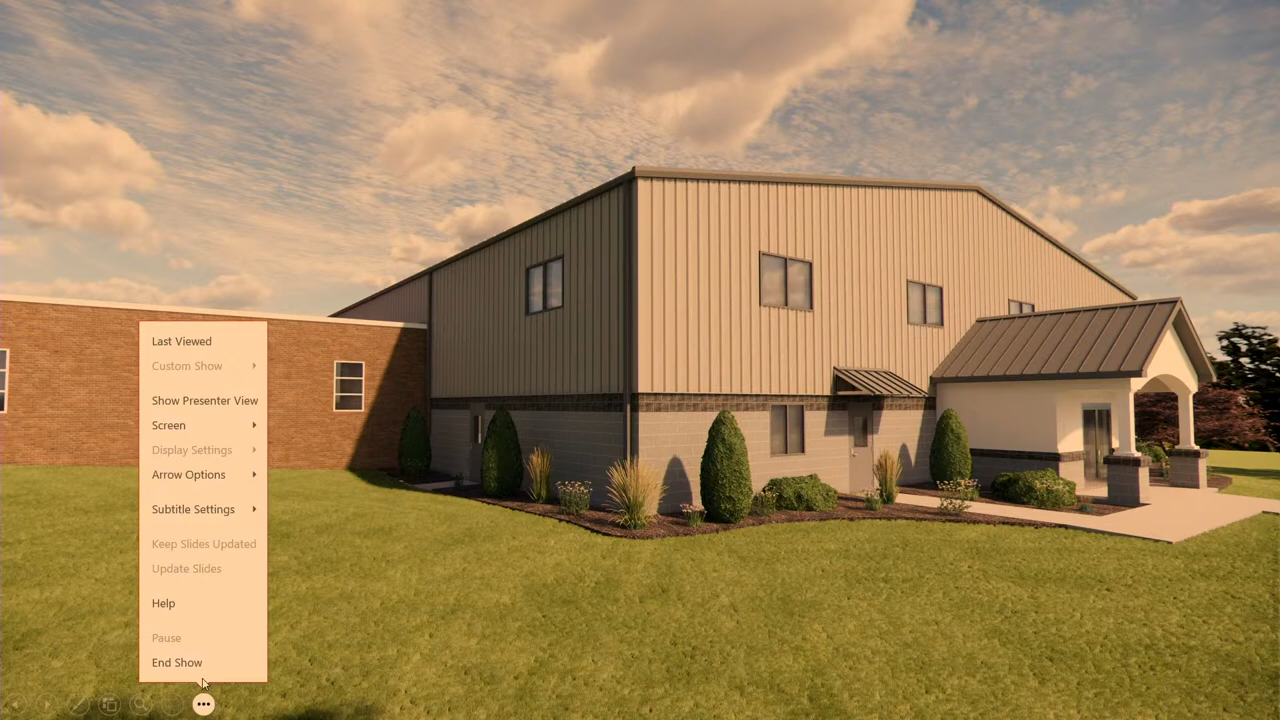 Last Viewed
Custom Show
Show Presenter View
Screen
Display Settings
Arrow Options
Subtitle Settings
Keep Slides Updated
Update Slides
Help
Pause
End Show